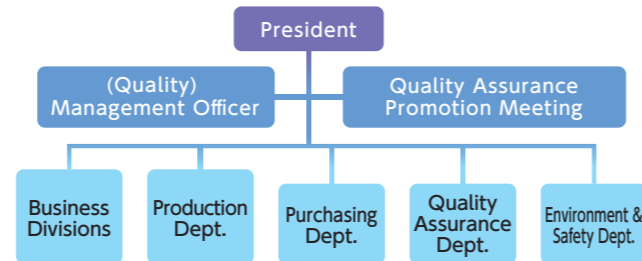 President
(Quality)
Management Officer
Quality Assurance
Promotion Meeting
Business
Divisions
Production
Dept.
Purchasing
Dept.
Quality
Assurance
Dept.
Environment &
Safety Dept.